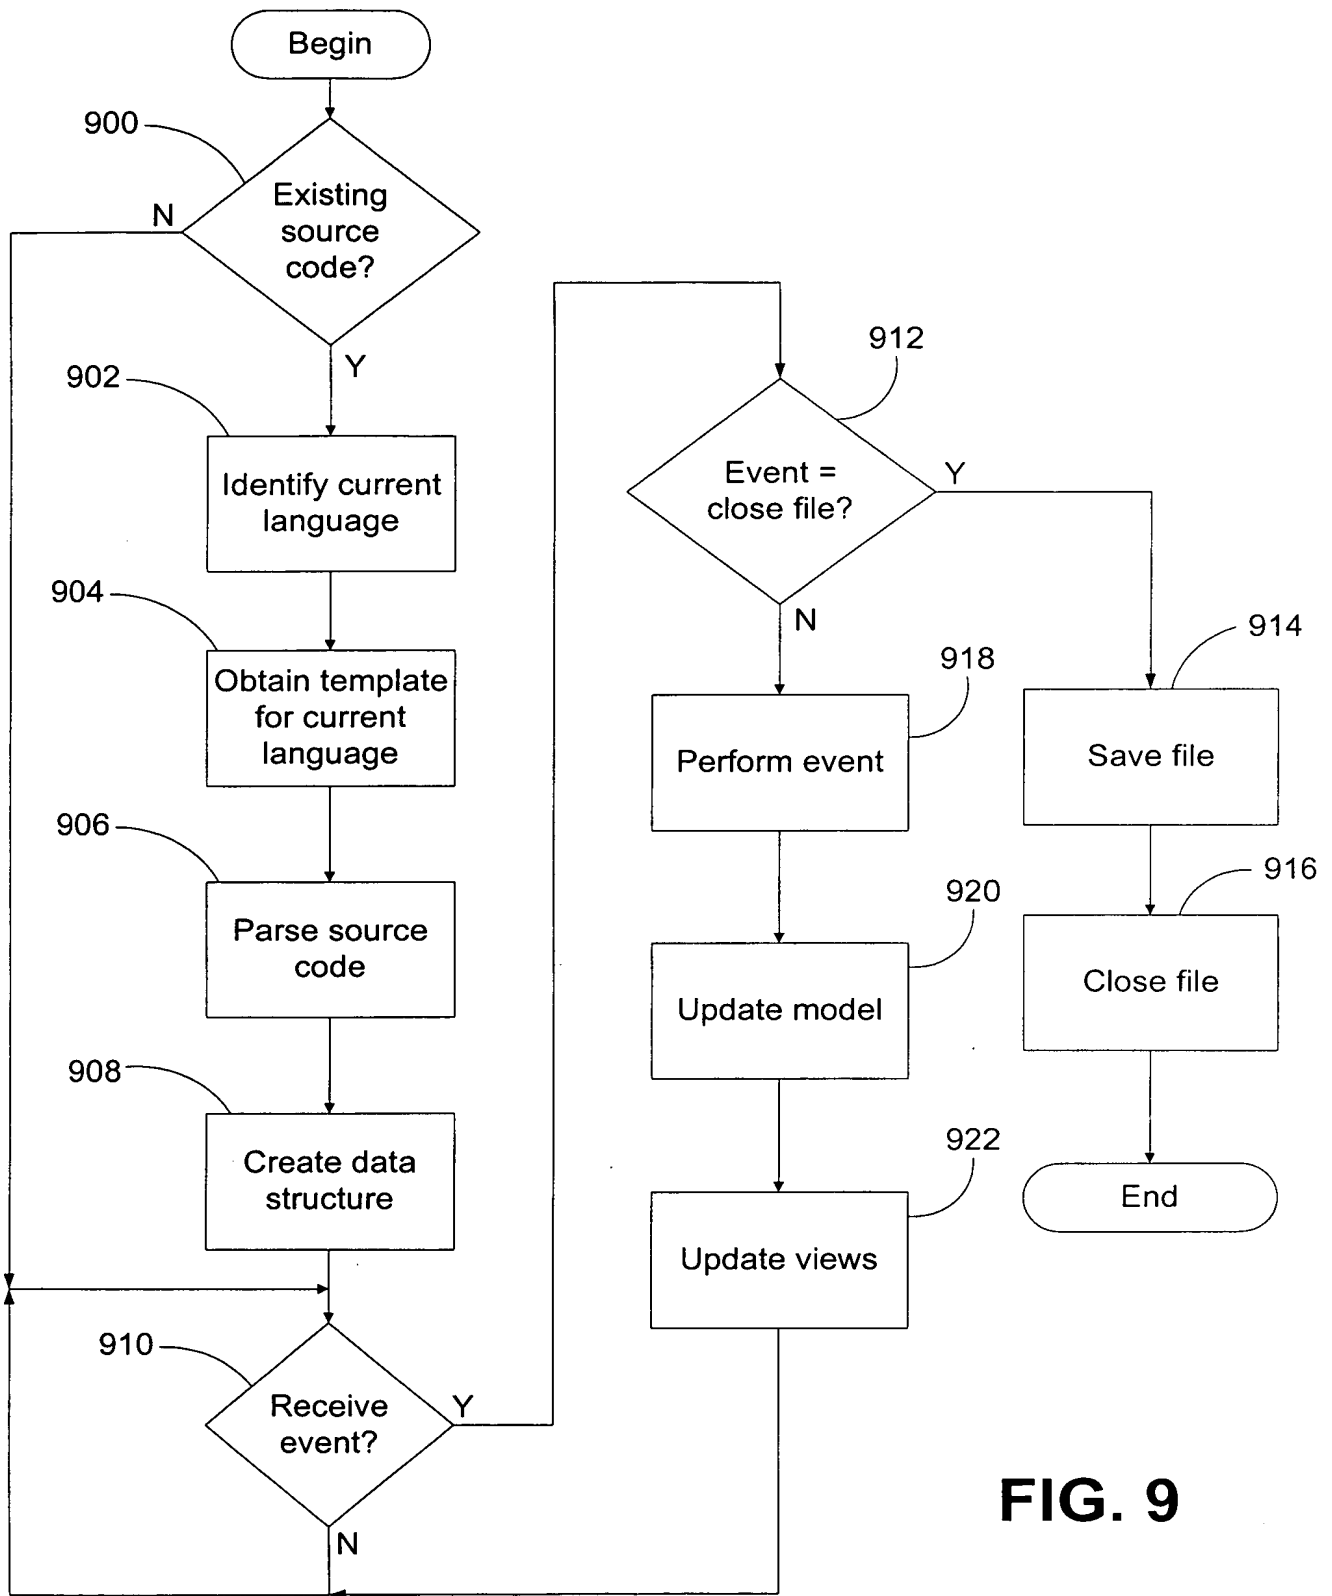 Begin
900
Existing
source
code?
N
Y
902
Identify current
language
904
Obtain template
for current
language
906
Parse source
code
908
Create data
structure
910
Receive
event?
Y
N
912
Event =
close file?
Y
N
914
Save file
916
Close file
End
918
Perform event
920
Update model
922
Update views
FIG. 9